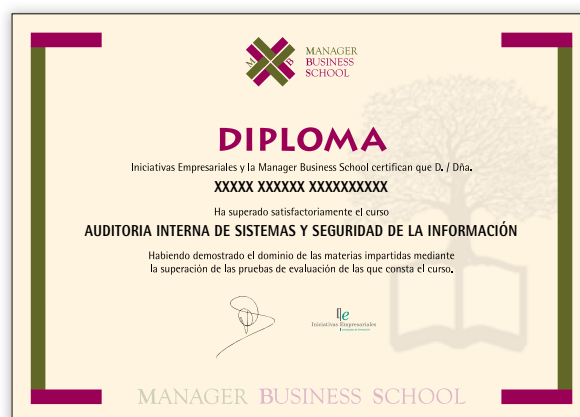 M B
MANAGER
BUSINESS
SCHOOL
DIPLOMA
Iniciativas Empresariales y la Manager Business School certifican que D. / Dña.
XXXXX XXXXXX XXXXXXXXXX
Ha superado satisfactoriamente el curso
AUDITORIA INTERNA DE SISTEMAS Y SEGURIDAD DE LA INFORMACIÓN
Habiendo demostrado el dominio de las materias impartidas mediante
la superación de las pruebas de evaluación de las que consta el curso.
Iniciativas Empresariales
MANAGER BUSINESS SCHOOL